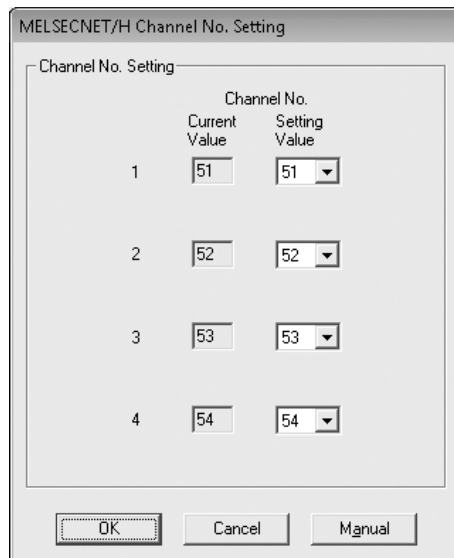 MELSECNET/H Channel No. Setting
Channel No. Setting
Channel No.
Current Value Setting Value
1 51 51
2 52 52
3 53 53
4 54 54
OK Cancel Manual